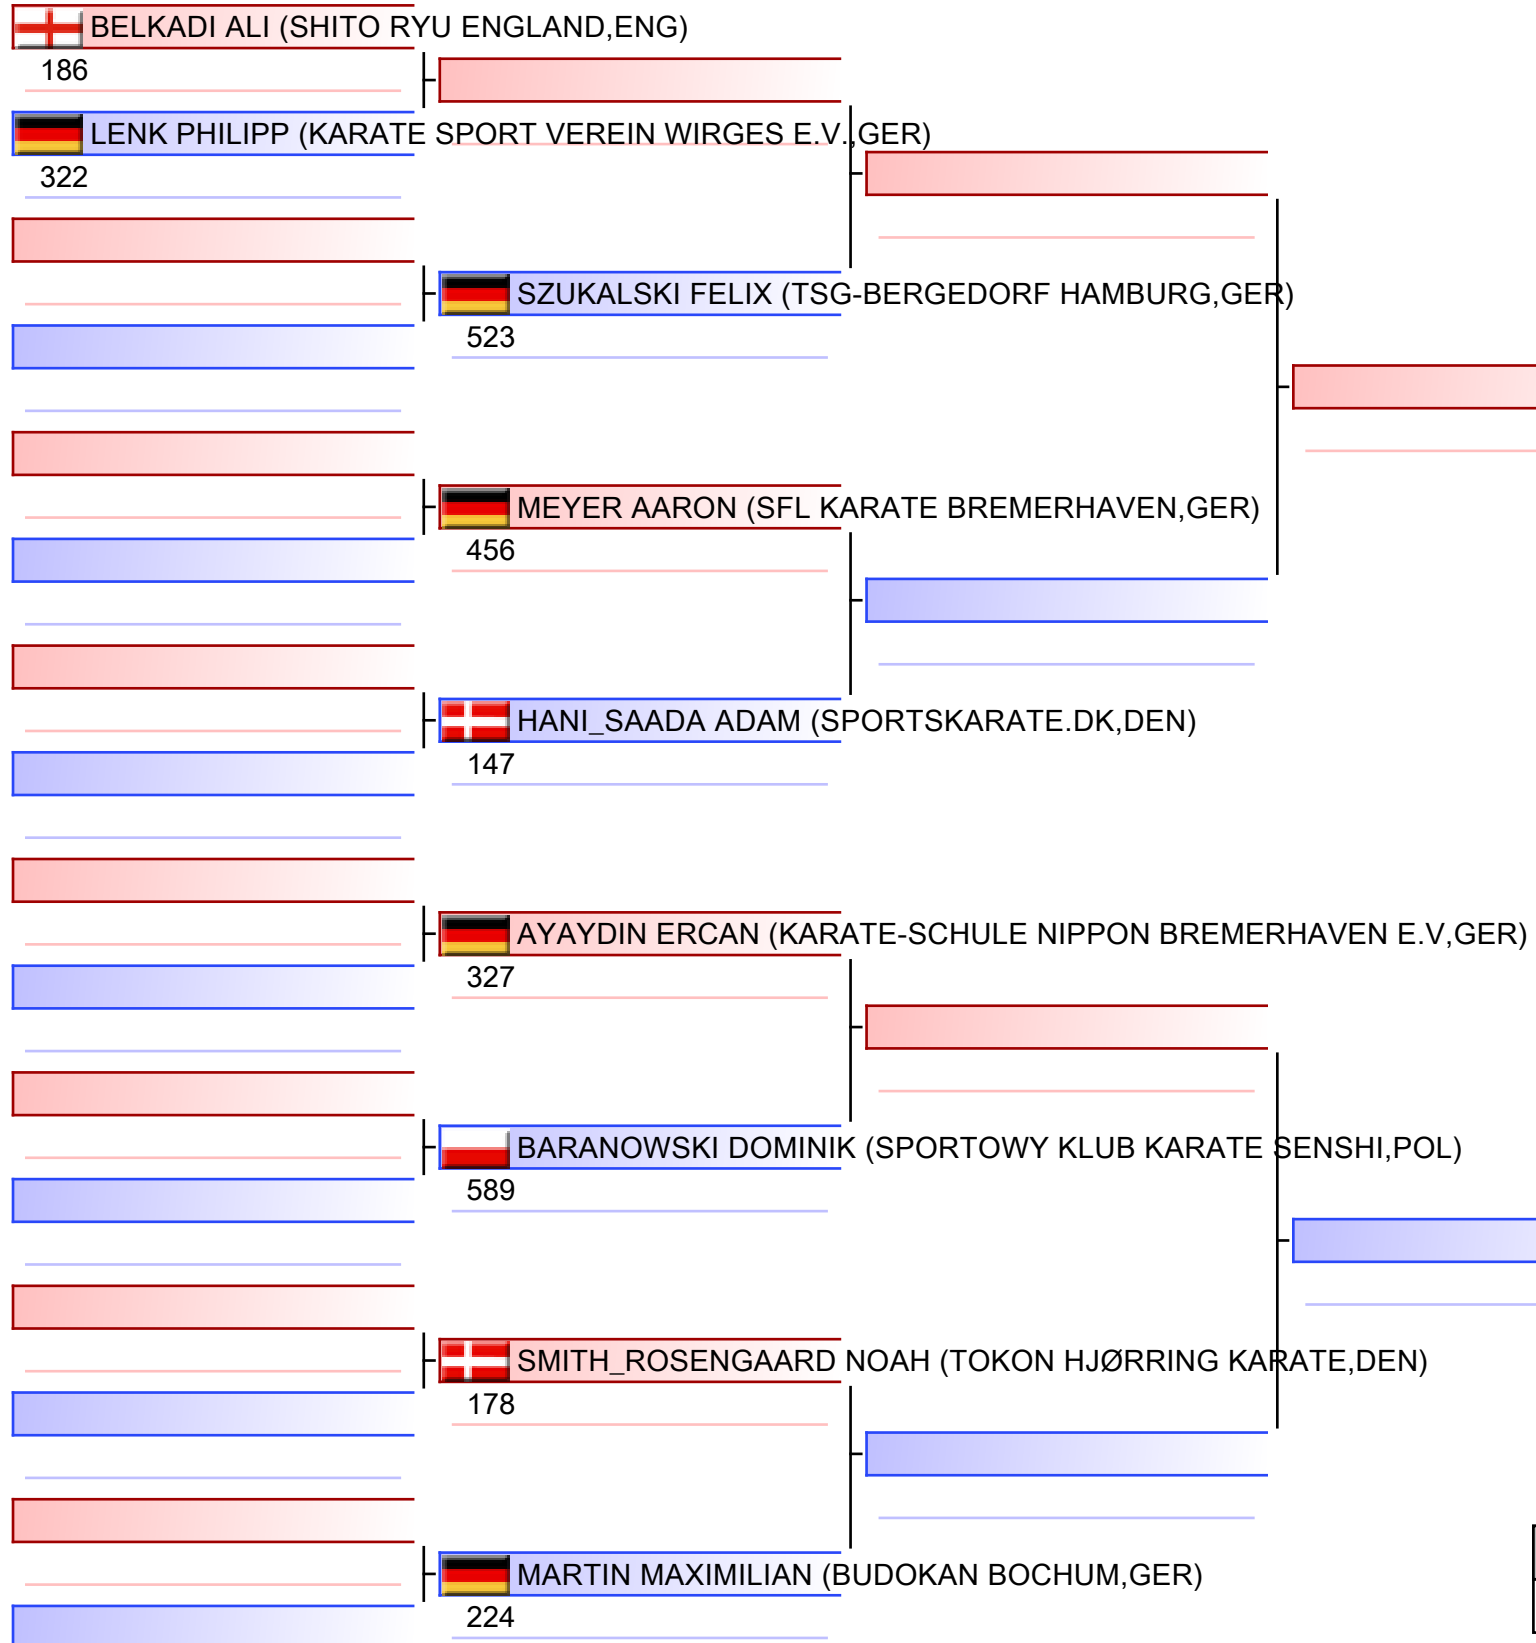 BELKADI ALI (SHITO RYU ENGLAND,ENG)
186
LENK PHILIPP (KARATE SPORT VEREIN WIRGES E.V.,GER)
322
SZUKALSKI FELIX (TSG-BERGEDORF HAMBURG,GER)
523
MEYER AARON (SFL KARATE BREMERHAVEN,GER)
456
HANI_SAADA ADAM (SPORTSKARATE.DK,DEN)
147
AYAYDIN ERCAN (KARATE-SCHULE NIPPON BREMERHAVEN E.V,GER)
327
BARANOWSKI DOMINIK (SPORTOWY KLUB KARATE SENSHI,POL)
589
SMITH_ROSENGAARD NOAH (TOKON HJØRRING KARATE,DEN)
178
MARTIN MAXIMILIAN (BUDOKAN BOCHUM,GER)
224